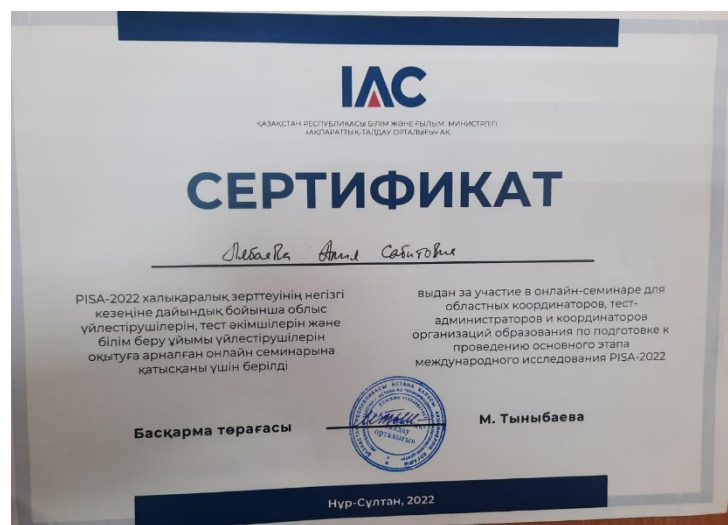 IAC
ҚАЗАҚСТАН РЕСПУБЛИКАСЫ БІЛІМ ЖӘНЕ ҒЫЛЫМ МИНИСТРЛІГІ
«АҚПАРАТТЫҚ-ТАЛДАУ ОРТАЛЫҒЫ» АҚ
СЕРТИФИКАТ
PISA-2022 халықаралық зерттеуінің негізгі
кезеңіне дайындық бойынша облыс
үйлестірушілерін, тест әкімшілерін және
білім беру ұйымы үйлестірушілерін
оқытуға арналған онлайн семинарына
қатысқаны үшін берілді
выдан за участие в онлайн-семинаре для
областных координаторов, тест-
администраторов и координаторов
организаций образования по подготовке к
проведению основного этапа
международного исследования PISA-2022
Басқарма төрағасы
М. Тыныбаева
Нұр-Сұлтан, 2022